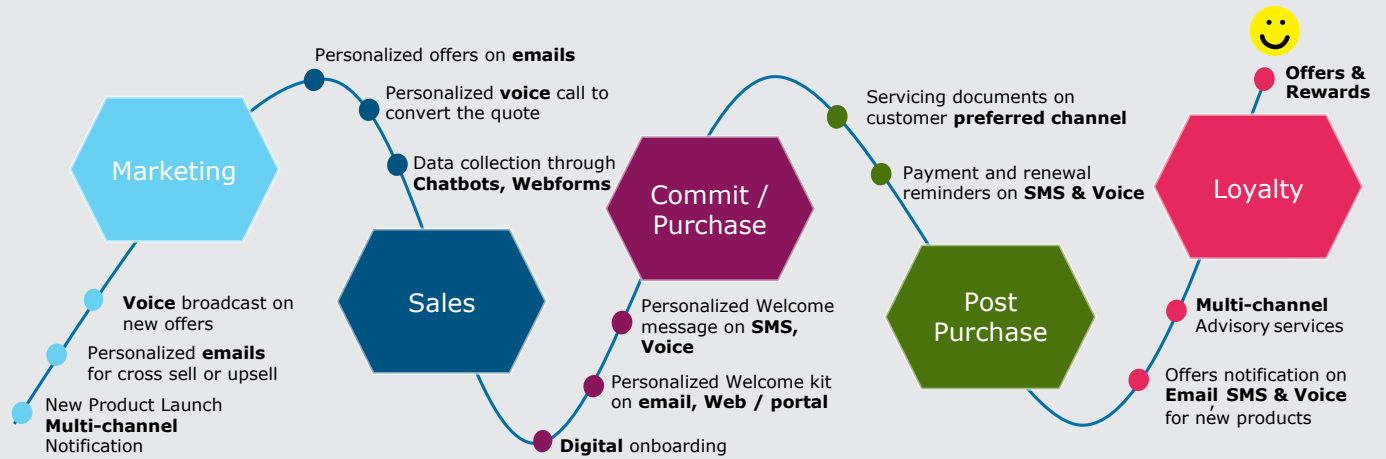 Marketing
Voice broadcast on
new offers
Personalized emails
for cross sell or upsell
New Product Launch
Multi-channel
Notification
Personalized offers on emails
Personalized voice call to
convert the quote
Data collection through
Chatbots, Webforms
Sales
Commit /
Purchase
Personalized Welcome
message on SMS,
Voice
Personalized Welcome kit
on email, Web / portal
Digital onboarding
Servicing documents on
customer preferred channel
Payment and renewal
reminders on SMS & Voice
Post
Purchase
Offers &
Rewards
Loyalty
Multi-channel
Advisory services
Offers notification on
Email, SMS & Voice
for new products